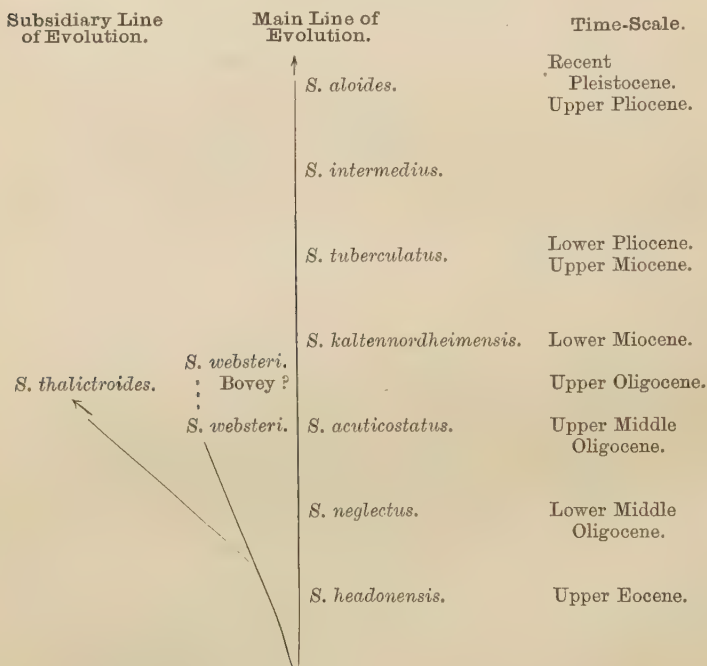 Subsidiary Line
of Evolution.
Main Line of
Evolution.
Time-Scale.
Recent
Pleistocene.
S. aloides.
Upper Pliocene.
S. intermedius.
Lower Pliocene.
S. tuberculatus.
Upper Miocene.
S. kaltennordheimensis.
Lower Miocene.
S. websteri.
S. thalictroides.
Bovey ?
Upper Oligocene.
S. websteri.
S. acuticostatus.
Upper Middle
Oligocene.
S. neglectus.
Lower Middle
Oligocene.
S. headonensis.
Upper Eocene.